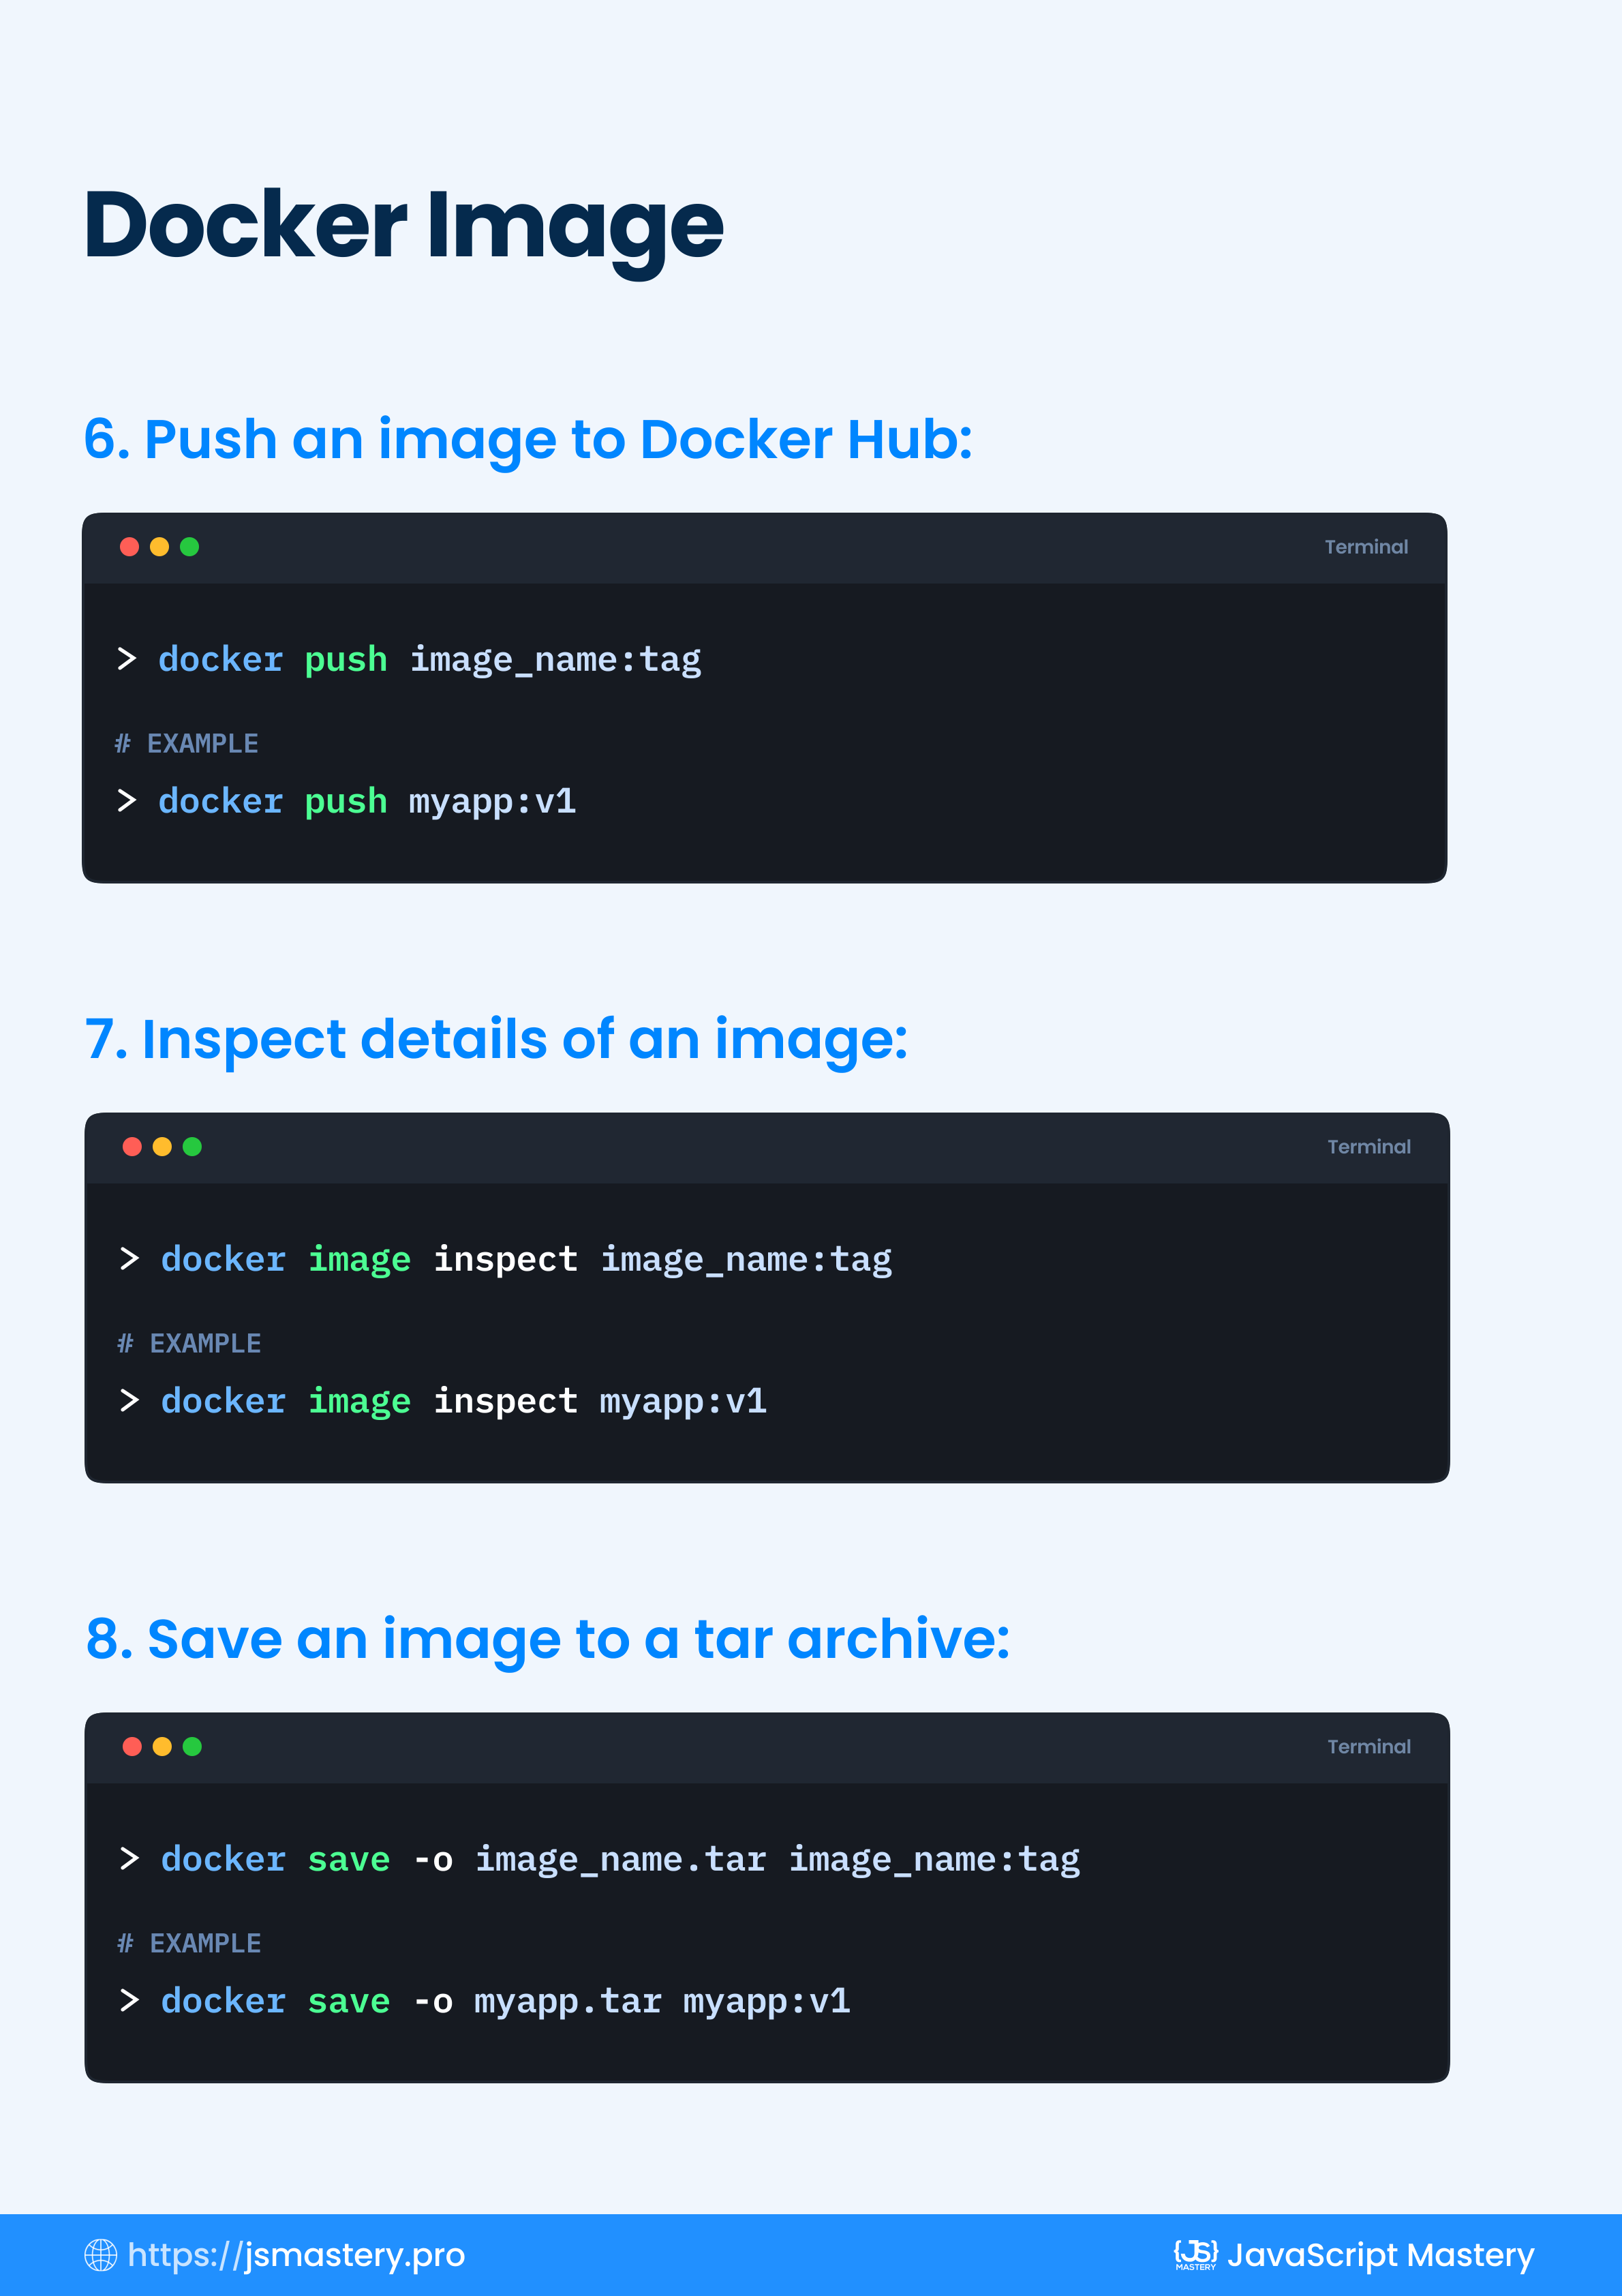 Docker Image
6. Push an image to Docker Hub:
Terminal
> docker push image_name:tag
# EXAMPLE
> docker push myapp:v1
7. Inspect details of an image:
Terminal
> docker image inspect image_name:tag
# EXAMPLE
> docker image inspect myapp:v1
8. Save an image to a tar archive:
Terminal
> docker save -o image_name.tar image_name:tag
# EXAMPLE
> docker save -o myapp.tar myapp:v1
https://jsmastery.pro
{JS}
MASTERY
JavaScript Mastery